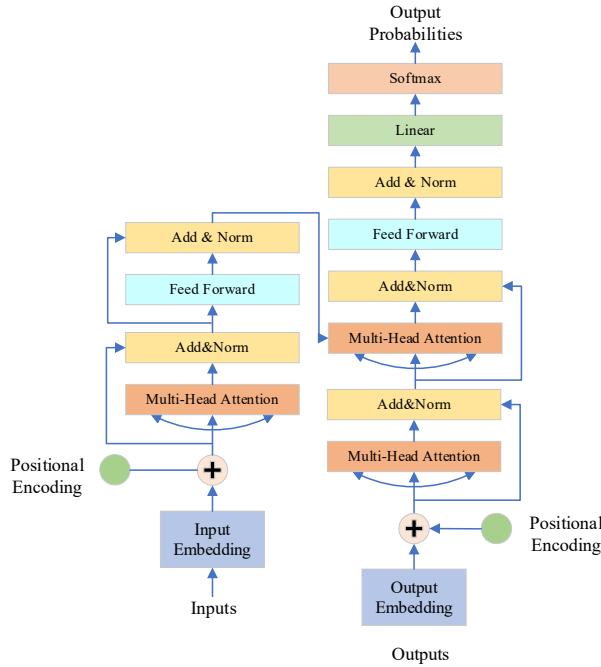 Output
Probabilities
Softmax
Linear
Add & Norm
Feed Forward
Add&Norm
Multi-Head Attention
Add&Norm
Multi-Head Attention
Positional
Encoding
Output
Embedding
Outputs
Add & Norm
Feed Forward
Add&Norm
Multi-Head Attention
Positional
Encoding
Input
Embedding
Inputs